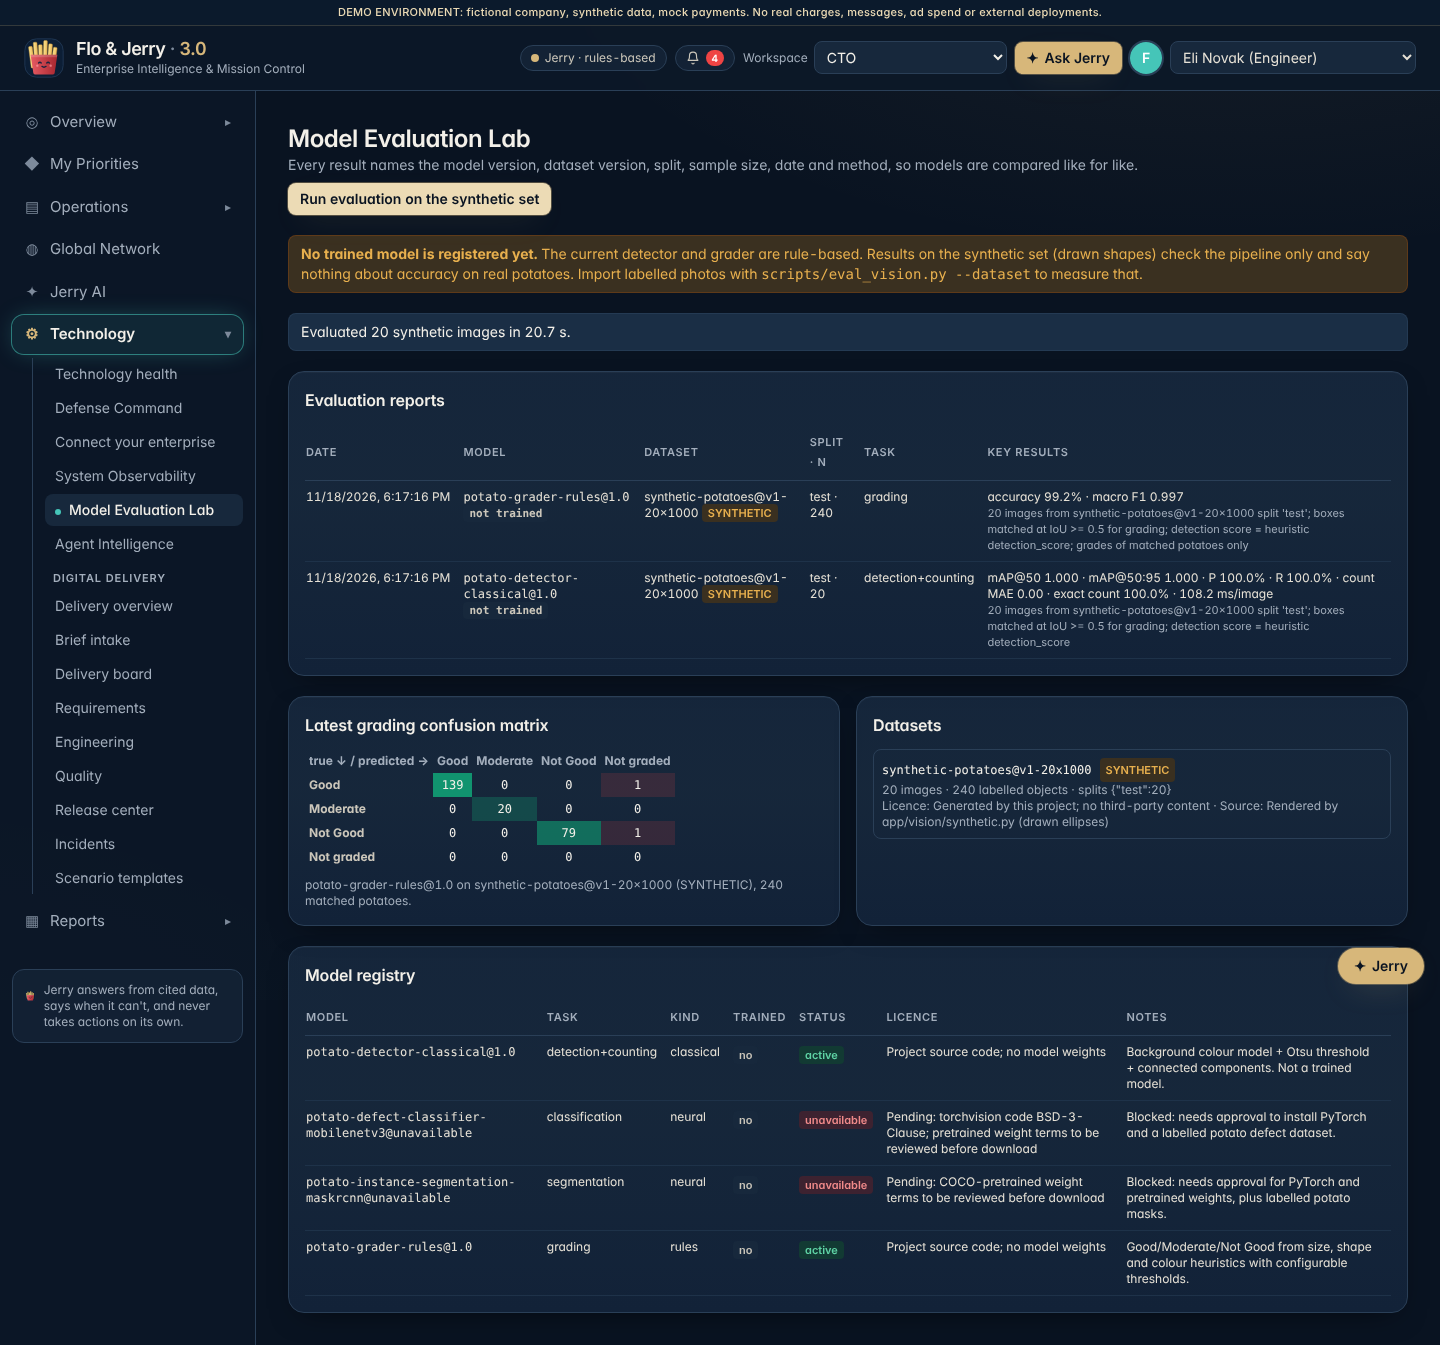 DEMO ENVIRONMENT: fictional company, synthetic data, mock payments. No real charges, messages, ad spend or external deployments.
Flo & Jerry · 3.0
Enterprise Intelligence & Mission Control
Jerry · rules-based
4
Workspace
CTO
✦ Ask Jerry
F
Eli Novak (Engineer)
Overview
My Priorities
Operations
Global Network
Jerry AI
Technology
Technology health
Defense Command
Connect your enterprise
System Observability
Model Evaluation Lab
Agent Intelligence
DIGITAL DELIVERY
Delivery overview
Brief intake
Delivery board
Requirements
Engineering
Quality
Release center
Incidents
Scenario templates
Reports
Jerry answers from cited data,
says when it can't, and never
takes actions on its own.
Model Evaluation Lab
Every result names the model version, dataset version, split, sample size, date and method, so models are compared like for like.
Run evaluation on the synthetic set
No trained model is registered yet. The current detector and grader are rule-based. Results on the synthetic set (drawn shapes) check the pipeline only and say
nothing about accuracy on real potatoes. Import labelled photos with scripts/eval_vision.py --dataset to measure that.
Evaluated 20 synthetic images in 20.7 s.
Evaluation reports
DATE MODEL DATASET SPLIT · N TASK KEY RESULTS
11/18/2026, 6:17:16 PM potato-grader-rules@1.0 synthetic-potatoes@v1- test · grading accuracy 99.2% · macro F1 0.997
not trained 20×1000 SYNTHETIC 240 20 images from synthetic-potatoes@v1-20×1000 split 'test'; boxes
matched at IoU >= 0.5 for grading; detection score = heuristic
detection_score; grades of matched potatoes only
11/18/2026, 6:17:16 PM potato-detector- synthetic-potatoes@v1- test · detection+counting mAP@50 1.000 · mAP@50:95 1.000 · P 100.0% · R 100.0% · count
classical@1.0 20×1000 SYNTHETIC 20 MAE 0.00 · exact count 100.0% · 108.2 ms/image
not trained 20 images from synthetic-potatoes@v1-20×1000 split 'test'; boxes
matched at IoU >= 0.5 for grading; detection score = heuristic
detection_score
Latest grading confusion matrix
true ↓ / predicted → Good Moderate Not Good Not graded
Good 139 0 0 1
Moderate 0 20 0 0
Not Good 0 0 79 1
Not graded 0 0 0 0
potato-grader-rules@1.0 on synthetic-potatoes@v1-20×1000 (SYNTHETIC), 240
matched potatoes.
Datasets
synthetic-potatoes@v1-20x1000 SYNTHETIC
20 images · 240 labelled objects · splits {"test":20}
Licence: Generated by this project; no third-party content · Source: Rendered by
app/vision/synthetic.py (drawn ellipses)
✦ Jerry
Model registry
MODEL TASK KIND TRAINED STATUS LICENCE NOTES
potato-detector-classical@1.0 detection+counting classical no active Project source code; no model weights Background colour model + Otsu threshold
+ connected components. Not a trained
model.
potato-defect-classifier- classification neural no unavailable Pending: torchvision code BSD-3- Blocked: needs approval to install PyTorch
mobilenetv3@unavailable Clause; pretrained weight terms to be and a labelled potato defect dataset.
reviewed before download
potato-instance-segmentation- segmentation neural no unavailable Pending: COCO-pretrained weight Blocked: needs approval for PyTorch and
maskrcnn@unavailable terms to be reviewed before download pretrained weights, plus labelled potato
masks.
potato-grader-rules@1.0 grading rules no active Project source code; no model weights Good/Moderate/Not Good from size, shape
and colour heuristics with configurable
thresholds.